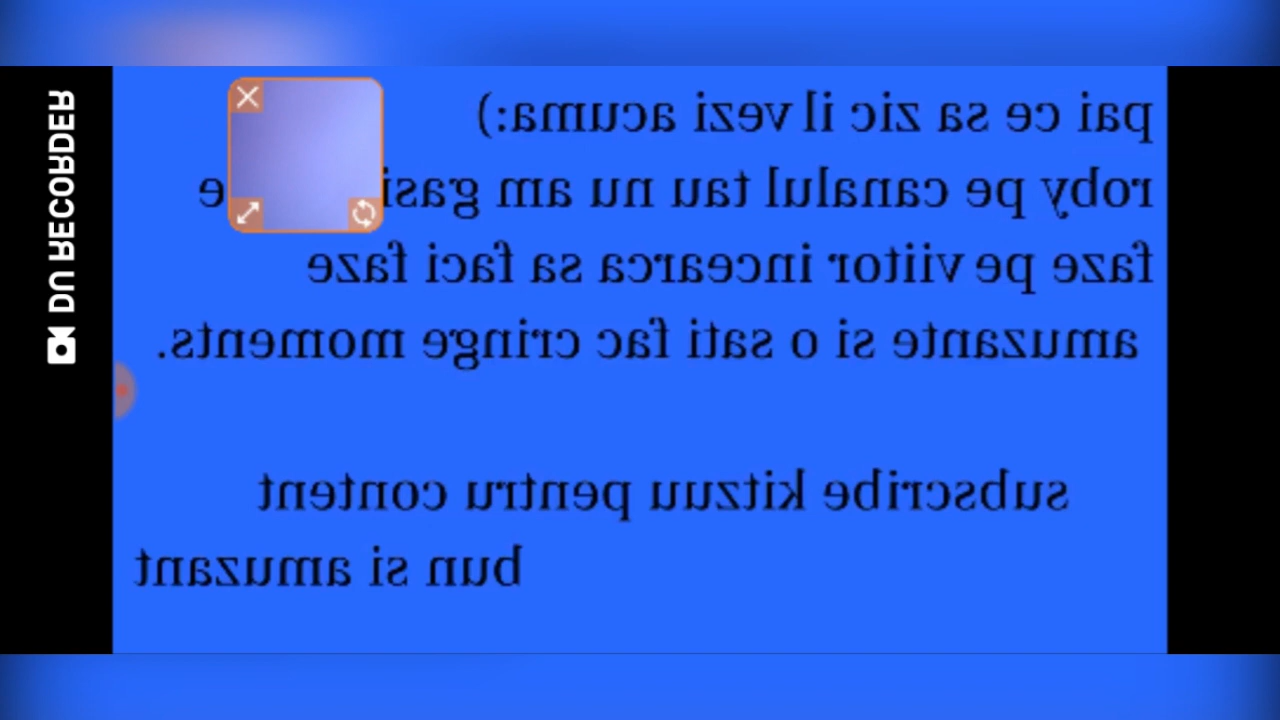 DU RECORDER
pai ce sa zic il vezi acuma:)
roby pe canalul tau nu am gasi e
faze pe viitor incearca sa faci faze
amuzante si o sati fac cringe moments.
subscribe kitzuu pentru content
bun si amuzant